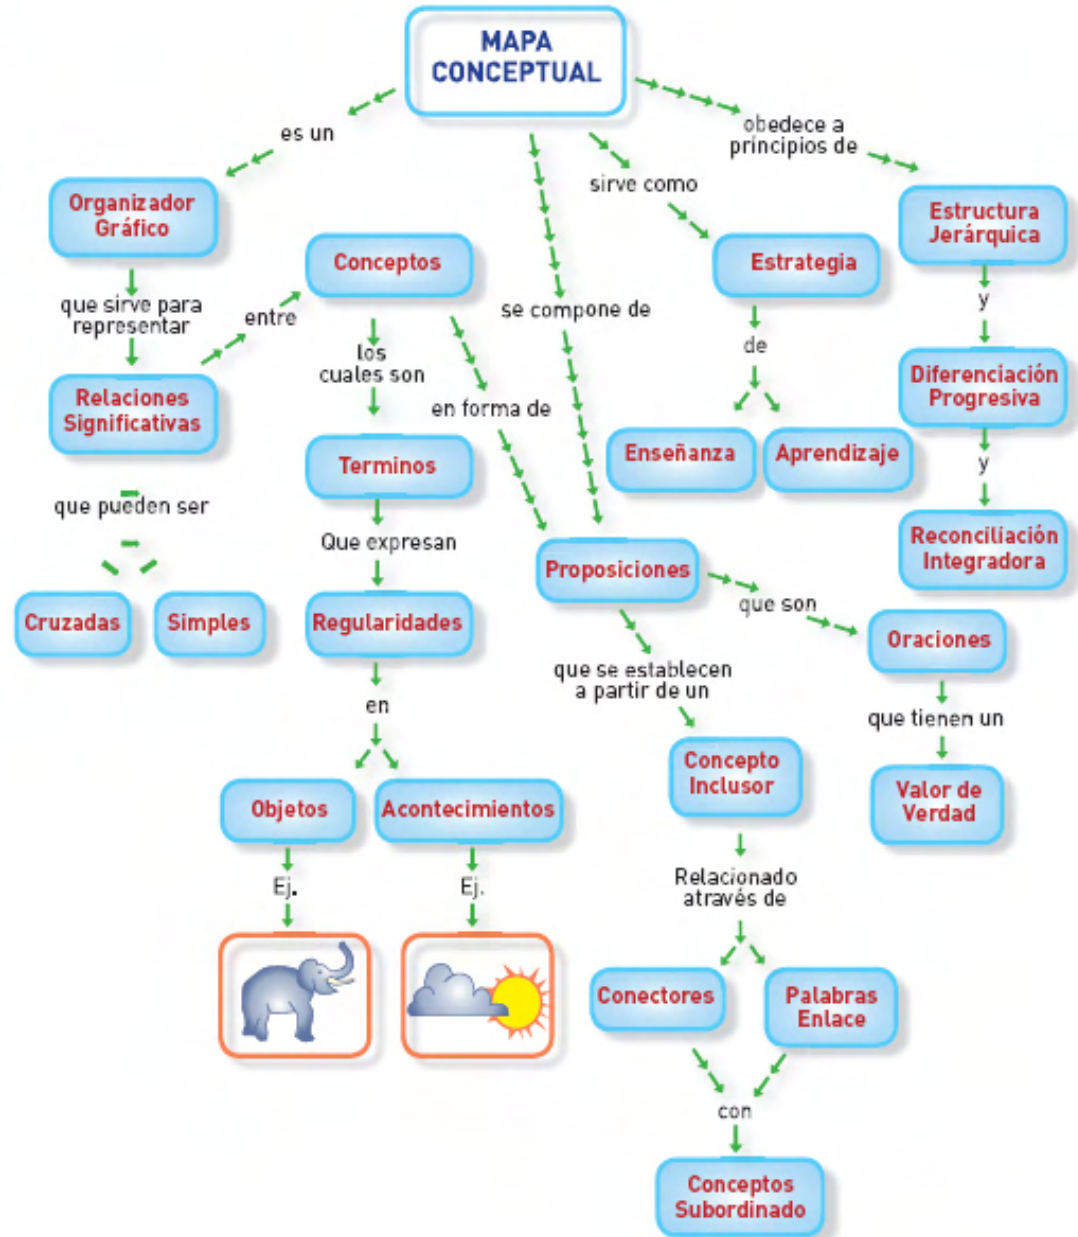 MAPA
CONCEPTUAL
es un
obedece a
principios de
sirve como
Organizador
Gráfico
Estructura
Jerárquica
Conceptos
Estrategia
que sirve para
representar
entre
se compone de
y
los
cuales son
de
Relaciones
Significativas
en forma de
Diferenciación
Progresiva
Enseñanza
Aprendizaje
Terminos
y
que pueden ser
Que expresan
Reconciliación
Integradora
Proposiciones
que son
Cruzadas
Simples
Regularidades
Oraciones
que se establecen
a partir de un
en
que tienen un
Concepto
Inclusor
Valor de
Verdad
Objetos
Acontecimientos
Ej.
Ej.
Relacionado
através de
Conectores
Palabras
Enlace
con
Conceptos
Subordinado